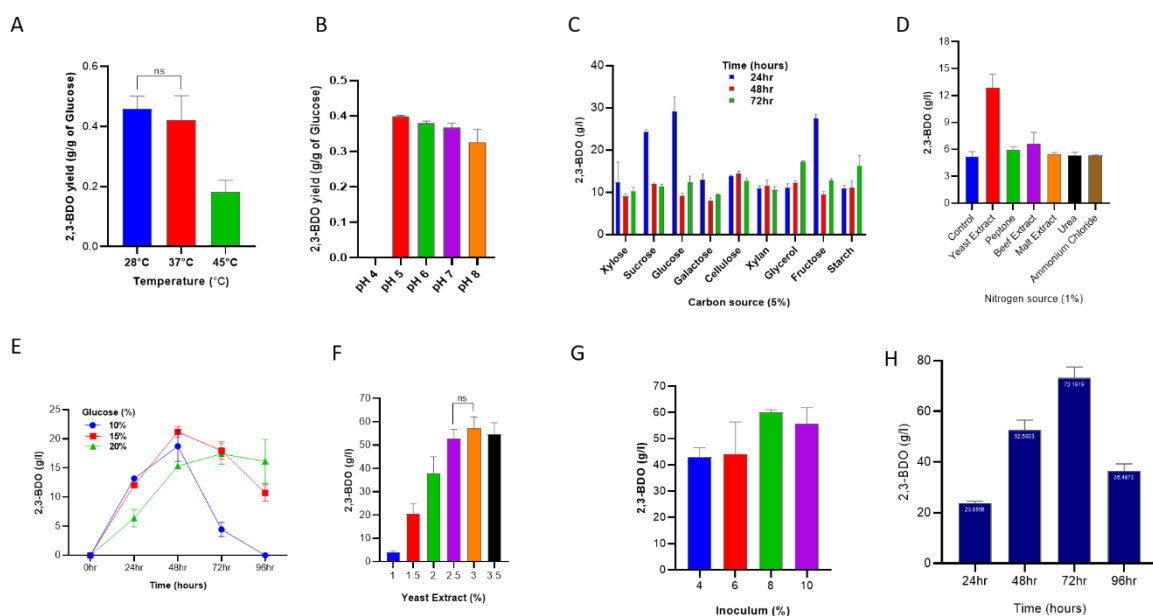 A
2,3-BDO yield (g/g of Glucose)
0.6
0.4
0.2
0.0
ns
28°C 37°C 45°C
Temperature (°C)
B
2,3-BDO yield (g/g of Glucose)
0.5
0.4
0.3
0.2
0.1
0.0
pH 4 pH 5 pH 6 pH 7 pH 8
C
Time (hours)
24hr
48hr
72hr
2,3-BDO (g/l)
40
30
20
10
0
Xylose Sucrose Glucose Galactose Cellulose Xylan Glycerol Fructose Starch
Carbon source (5%)
D
2,3-BDO (g/l)
18
15
12
9
6
3
0
Control Yeast Extract Peptone Beef Extract Malt Extract Urea Ammonium Chloride
Nitrogen source (1%)
E
Glucose (%)
10%
15%
20%
2,3-BDO (g/l)
25
20
15
10
5
0
0hr 24hr 48hr 72hr 96hr
Time (hours)
F
2,3-BDO (g/l)
70
60
50
40
30
20
10
0
ns
1 1.5 2 2.5 3 3.5
Yeast Extract (%)
G
2,3-BDO (g/l)
70
60
50
40
30
20
10
0
4 6 8 10
Inoculum (%)
H
2,3-BDO (g/l)
80
60
40
20
0
73.1919
24hr 48hr 72hr 96hr
Time (hours)